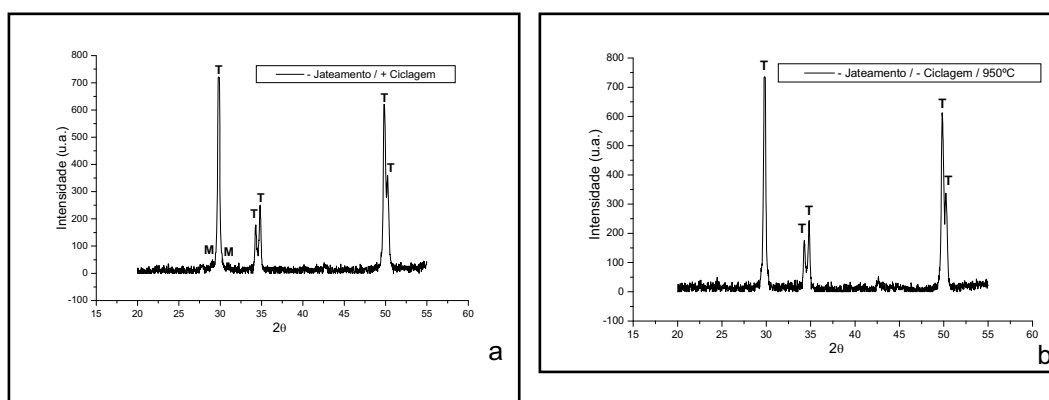 - Jateamento / + Ciclagem
Intensidade (u.a.)
800
700
600
500
400
300
200
100
0
-100
15
20
25
30
35
40
45
50
55
60
2θ
M
T
M
T
T
T
T
a
- Jateamento / - Ciclagem / 950ºC
Intensidade (u.a.)
800
700
600
500
400
300
200
100
0
-100
15
20
25
30
35
40
45
50
55
60
2θ
T
T
T
T
T
b